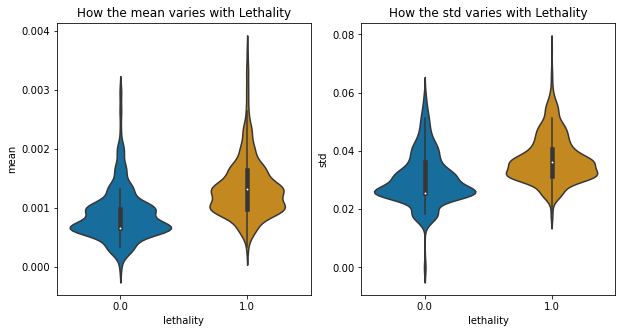 How the mean varies with Lethality
0.004
0.003
0.002
0.001
0.000
mean
0.0
1.0
lethality
How the std varies with Lethality
0.08
0.06
0.04
0.02
0.00
std
0.0
1.0
lethality